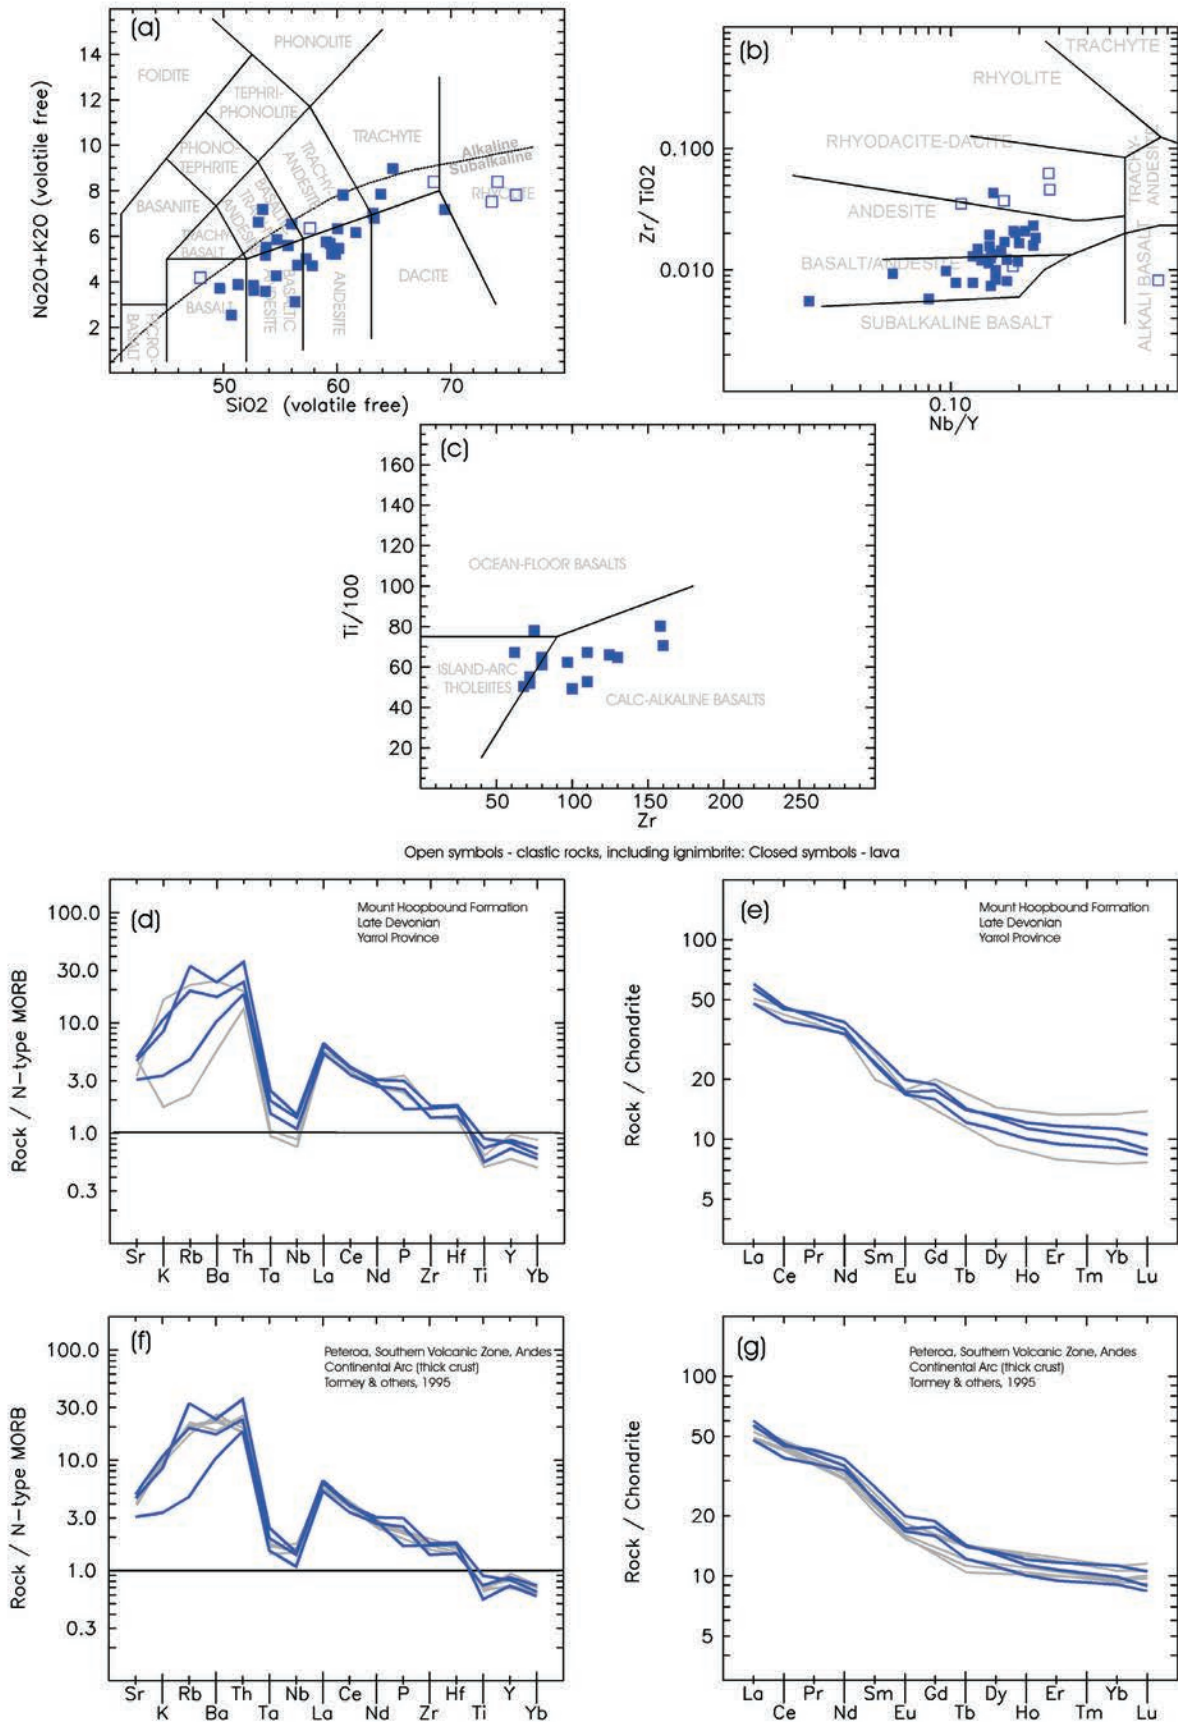 (a)
PHONOLITE
FOIDITE
TEPHRI-
PHONOLITE
TRACHYTE
PHONO-
TEPHRITE
TRACHY-
ANDESITE
Alkaline
Subalkaline
RHYOLITE
BASANITE
BASALTIC
TRACHY-
ANDESITE
TRACHY
BASALT
DACITE
BASALT
BASALTIC
ANDESITE
ANDESITE
PICRO-
BASALT
14
12
10
8
6
4
2
50
60
70
Na2O+K2O (volatile free)
SiO2 (volatile free)
(b)
TRACHYTE
RHYOLITE
RHYODACITE-DACITE
TRACHY-
ANDESITE
ANDESITE
BASALT/ANDESITE
SUBALKALINE BASALT
ALKALI BASALT
0.100
0.010
0.10
Zr/TiO2
Nb/Y
(c)
OCEAN-FLOOR BASALTS
ISLAND-ARC
THOLEIITES
CALC-ALKALINE BASALTS
160
140
120
100
80
60
40
20
50
100
150
200
250
Ti/100
Zr
Open symbols - clastic rocks, including ignimbrite: Closed symbols - lava
(d)
Mount Hoopbound Formation
Late Devonian
Yarrol Province
100.0
30.0
10.0
3.0
1.0
0.3
Rock / N-type MORB
Sr Rb Th Nb Ce P Hf Y
K Ba Ta La Nd Zr Ti Yb
(e)
Mount Hoopbound Formation
Late Devonian
Yarrol Province
100
50
20
10
5
Rock / Chondrite
La Pr Sm Gd Dy Er Yb
Ce Nd Eu Tb Ho Tm Lu
(f)
Peteroa, Southern Volcanic Zone, Andes
Continental Arc (thick crust)
Tormey & others, 1995
100.0
30.0
10.0
3.0
1.0
0.3
Rock / N-type MORB
Sr Rb Th Nb Ce P Hf Y
K Ba Ta La Nd Zr Ti Yb
(g)
Peteroa, Southern Volcanic Zone, Andes
Continental Arc (thick crust)
Tormey & others, 1995
100
50
20
10
5
Rock / Chondrite
La Pr Sm Gd Dy Er Yb
Ce Nd Eu Tb Ho Tm Lu